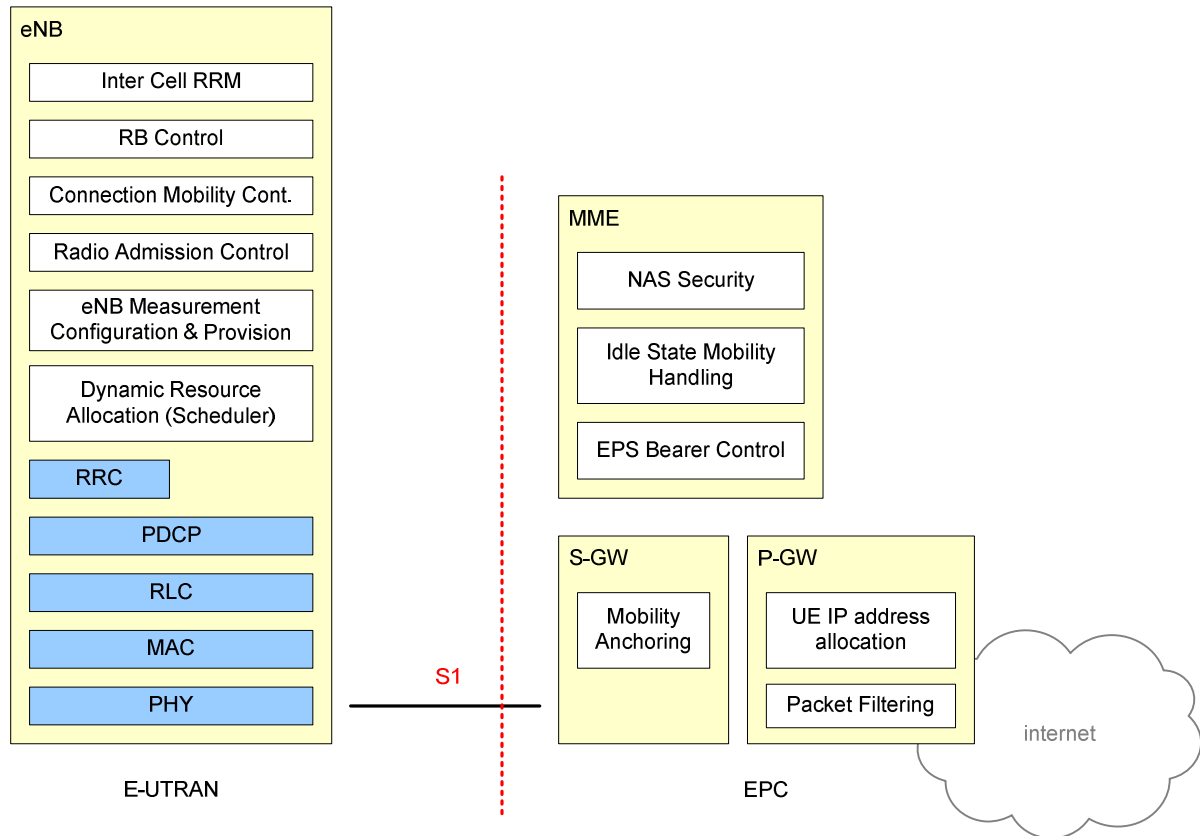 eNB
Inter Cell RRM
RB Control
Connection Mobility Cont.
Radio Admission Control
eNB Measurement
Configuration & Provision
Dynamic Resource
Allocation (Scheduler)
RRC
PDCP
RLC
MAC
PHY
E-UTRAN
S1
MME
NAS Security
Idle State Mobility
Handling
EPS Bearer Control
S-GW
Mobility
Anchoring
P-GW
UE IP address
allocation
Packet Filtering
internet
EPC